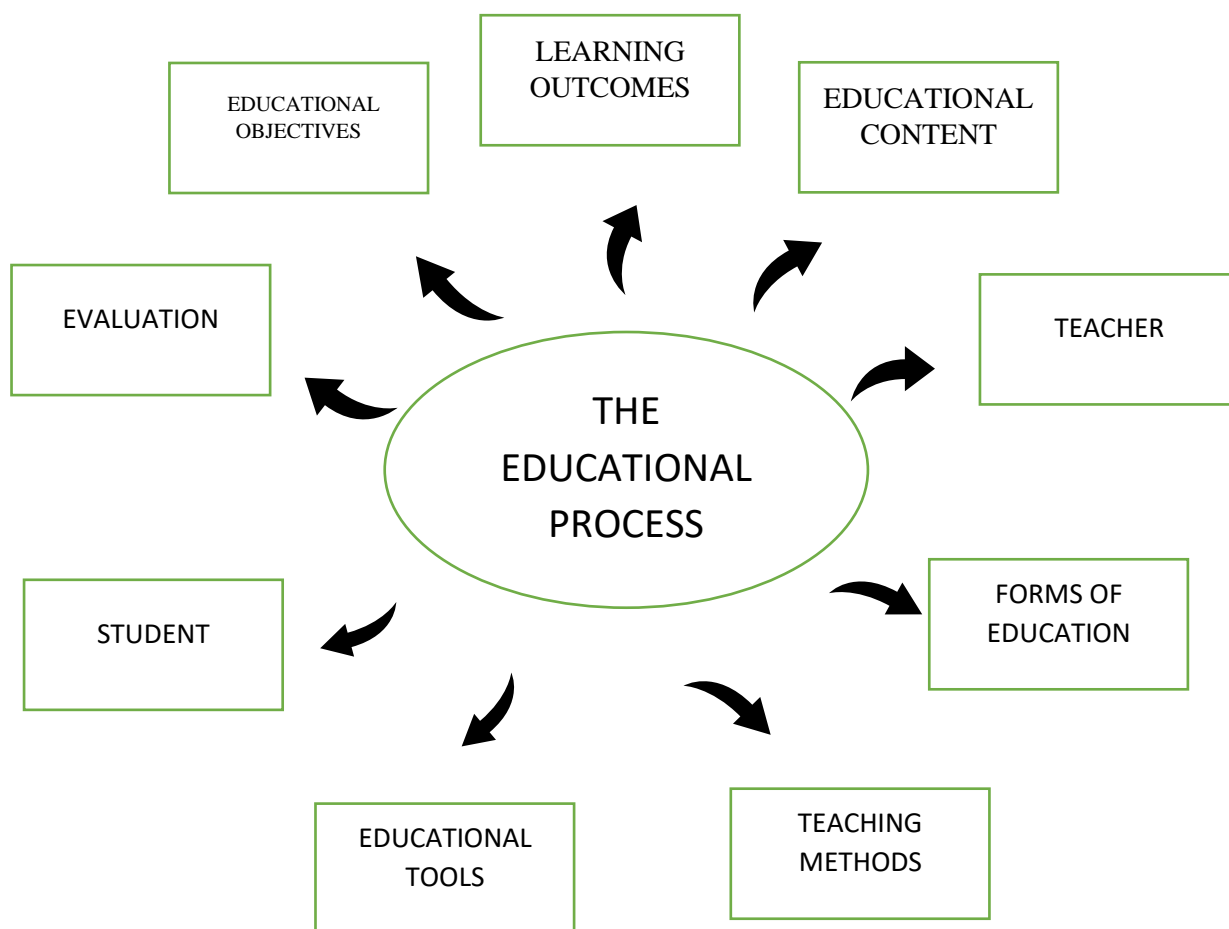 LEARNING
OUTCOMES
EDUCATIONAL
OBJECTIVES
EDUCATIONAL
CONTENT
EVALUATION
TEACHER
THE
EDUCATIONAL
PROCESS
STUDENT
FORMS OF
EDUCATION
EDUCATIONAL
TOOLS
TEACHING
METHODS